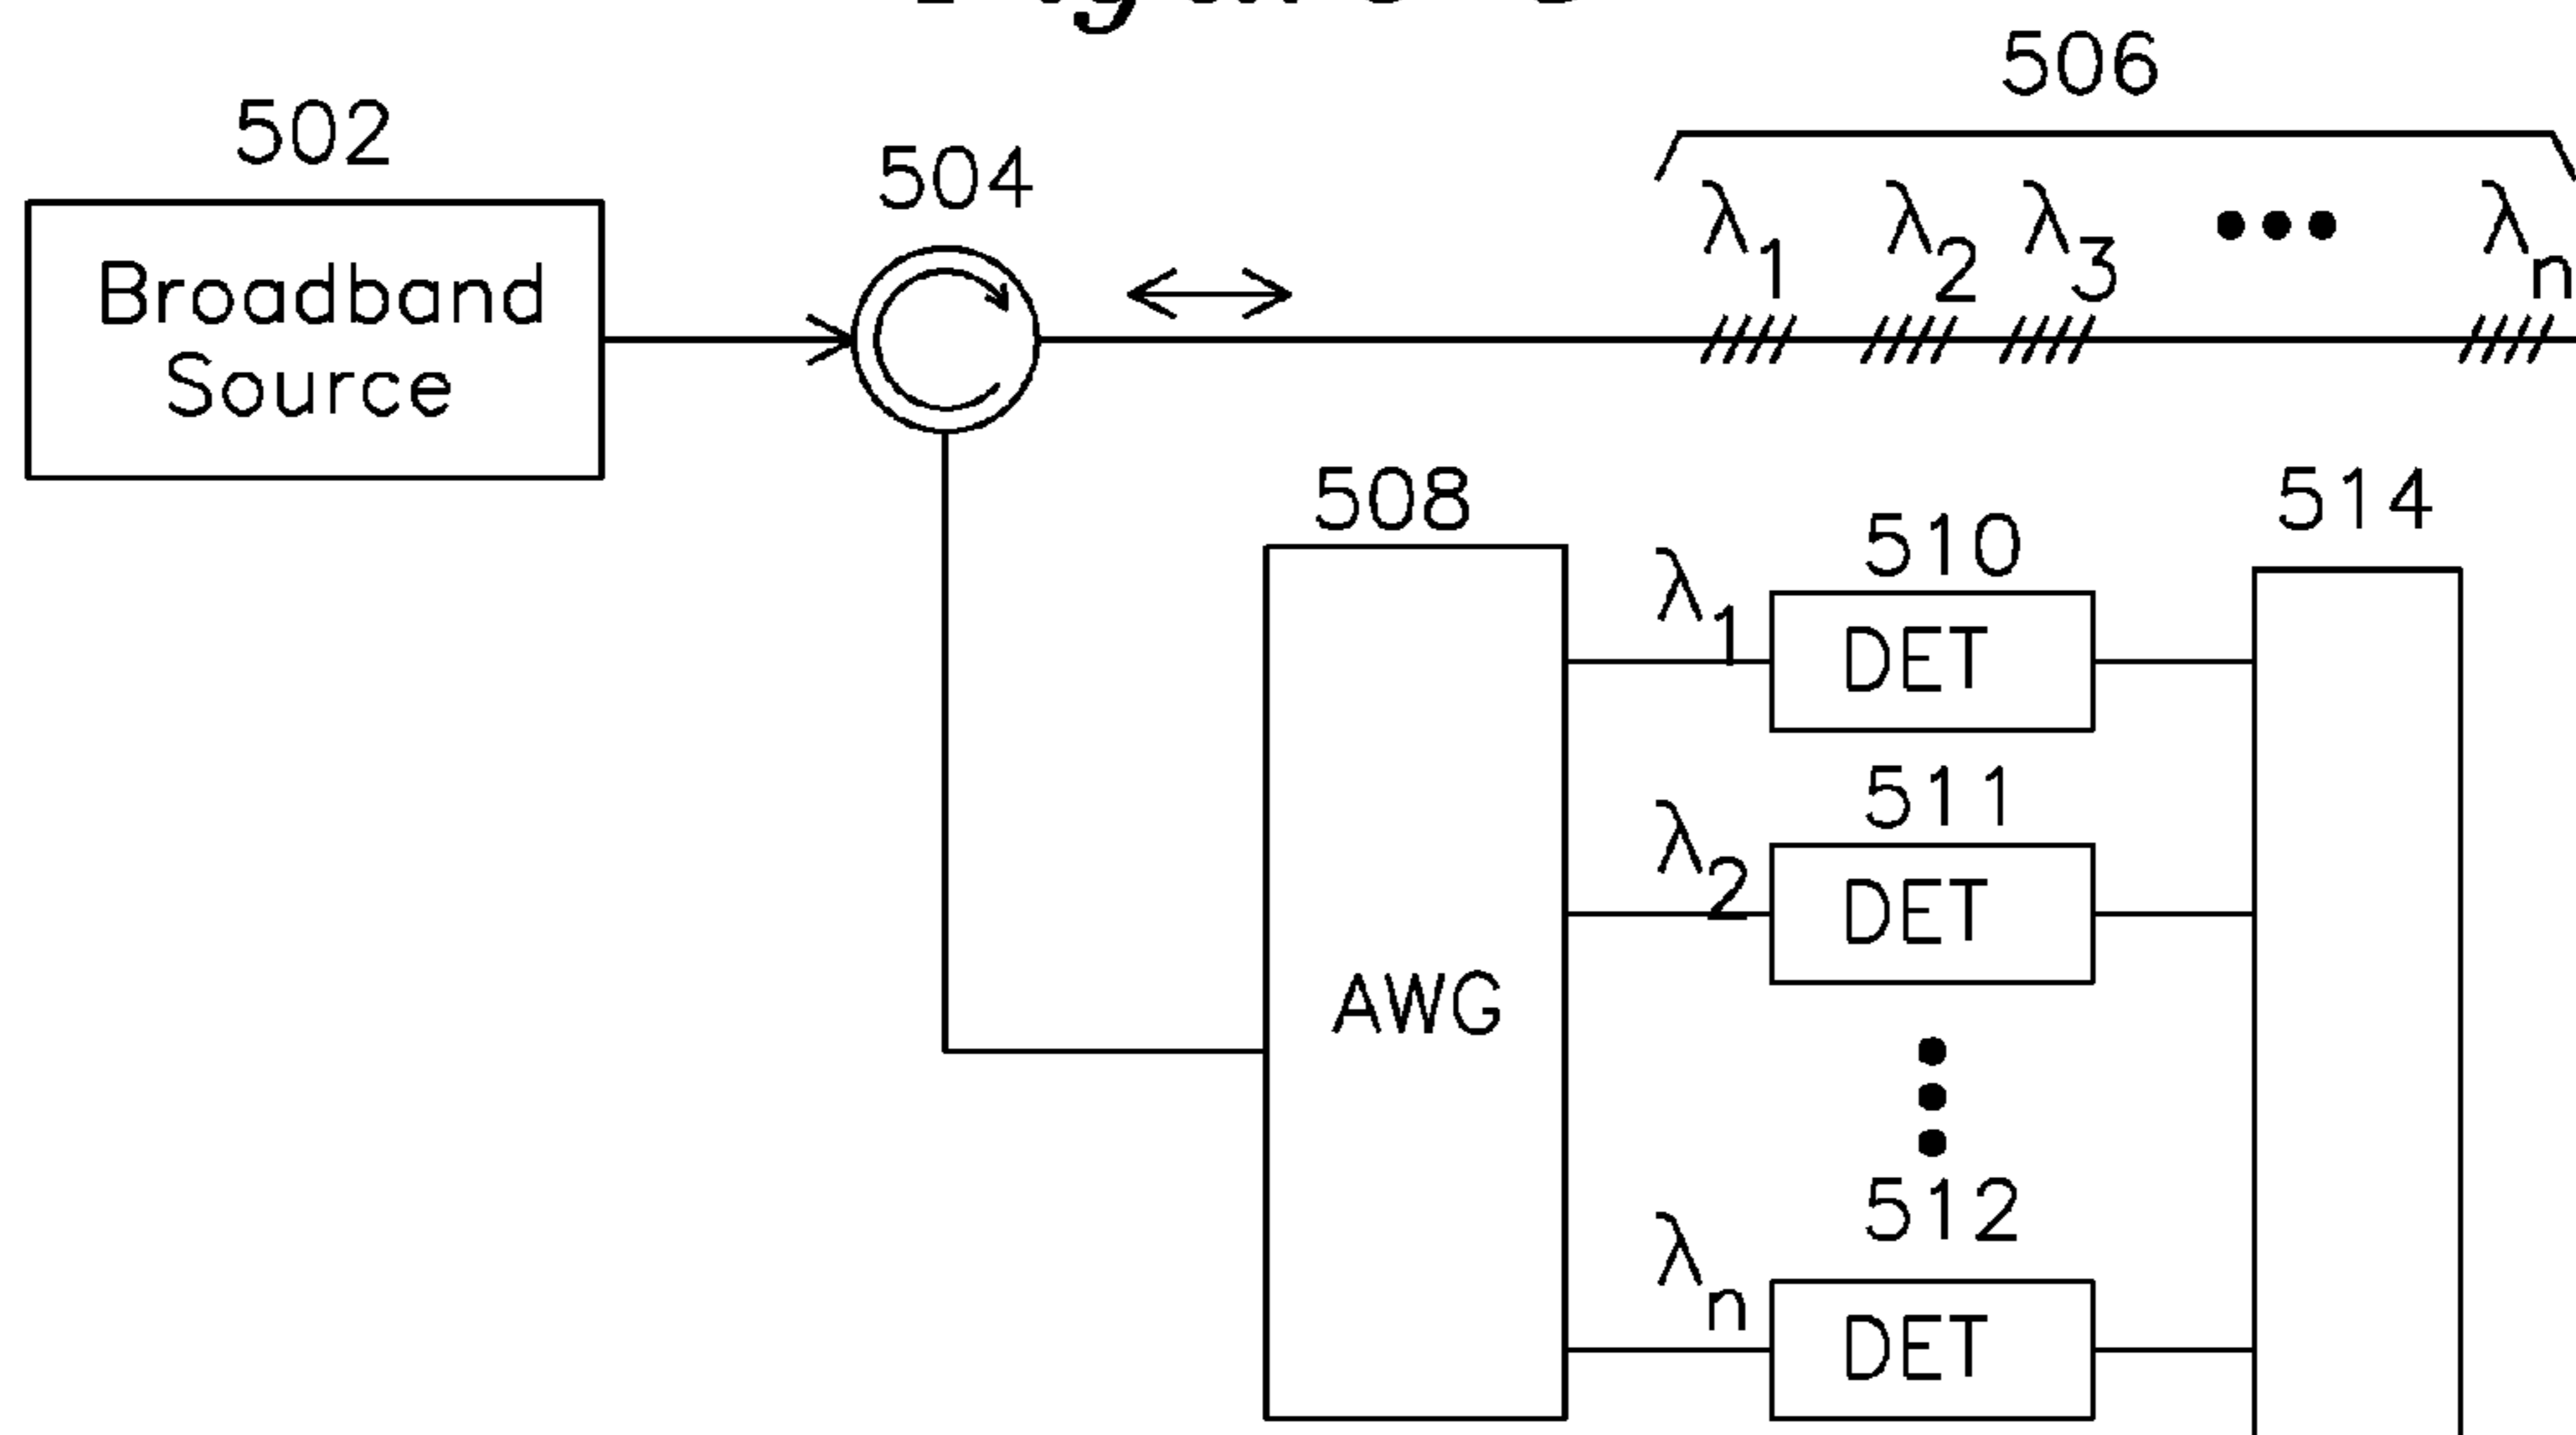 506
502
504
λ1 λ2 λ3 ••• λn
Broadband
Source
508
514
510
λ1
DET
511
λ2
DET
AWG
512
λn
DET